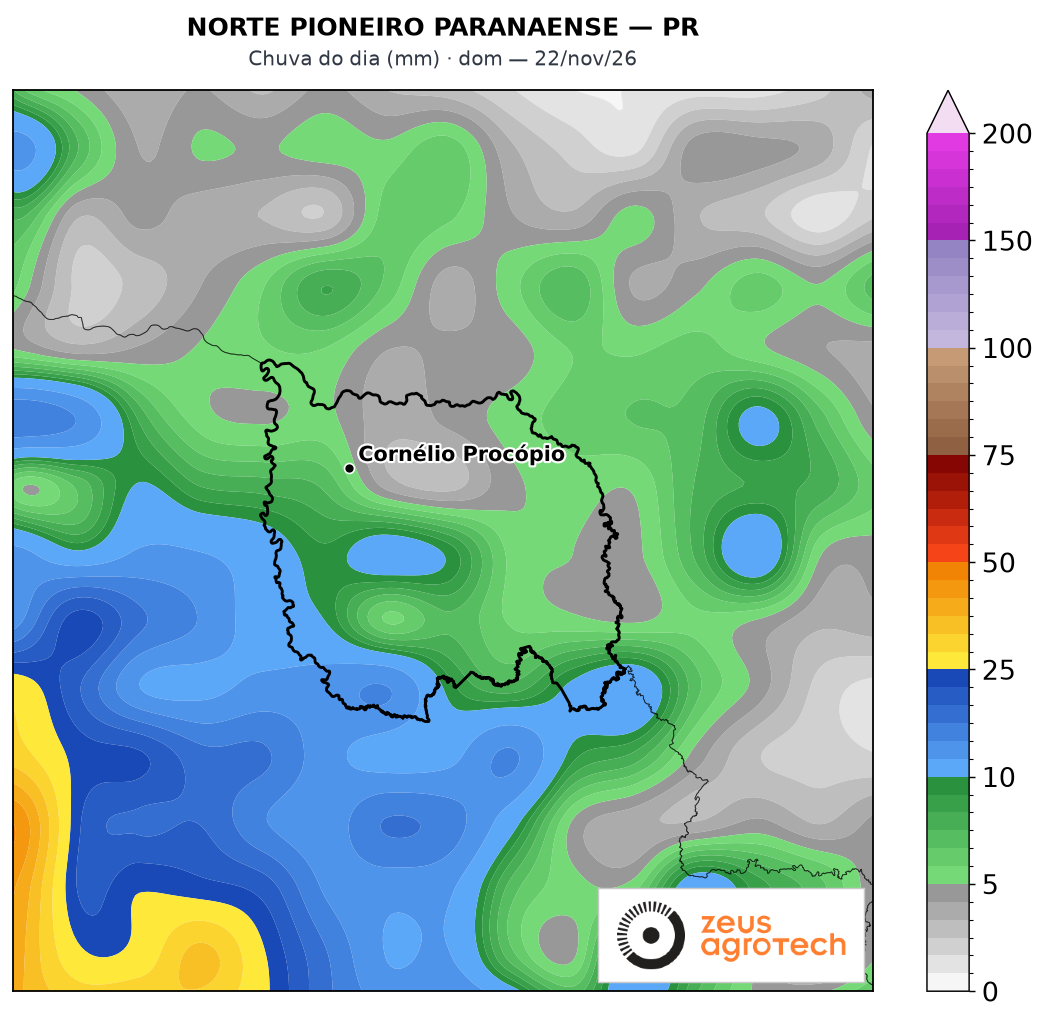 NORTE PIONEIRO PARANAENSE — PR
Chuva do dia (mm) · dom — 22/nov/26
200
150
100
75
50
25
10
5
0
Cornélio Procópio
zeus
agrotech